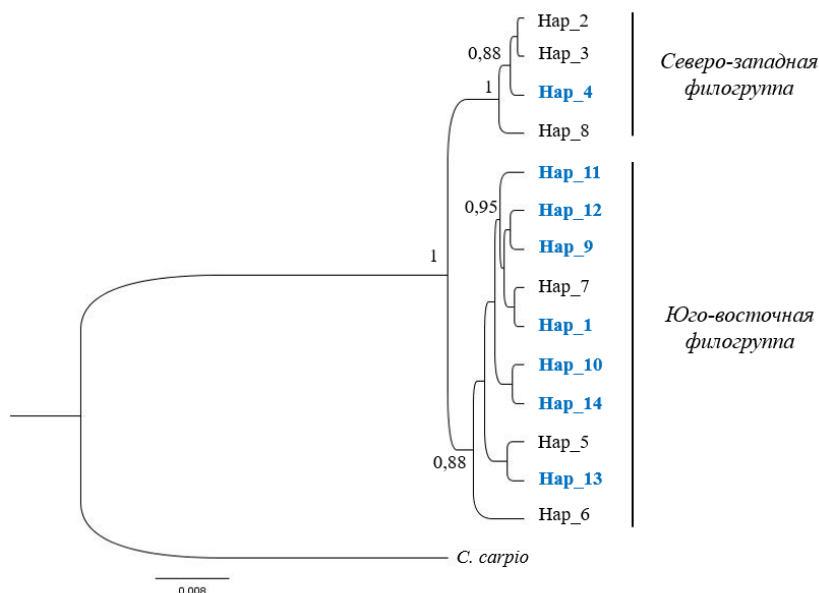 Hap_2
0,88
Hap_3
Северо-западная
филогруппа
1
Hap_4
Hap_8
Hap_11
0,95
Hap_12
Hap_9
1
Hap_7
Юго-восточная
филогруппа
Hap_1
Hap_10
Hap_14
Hap_5
0,88
Hap_13
Hap_6
C. carpio
0.008